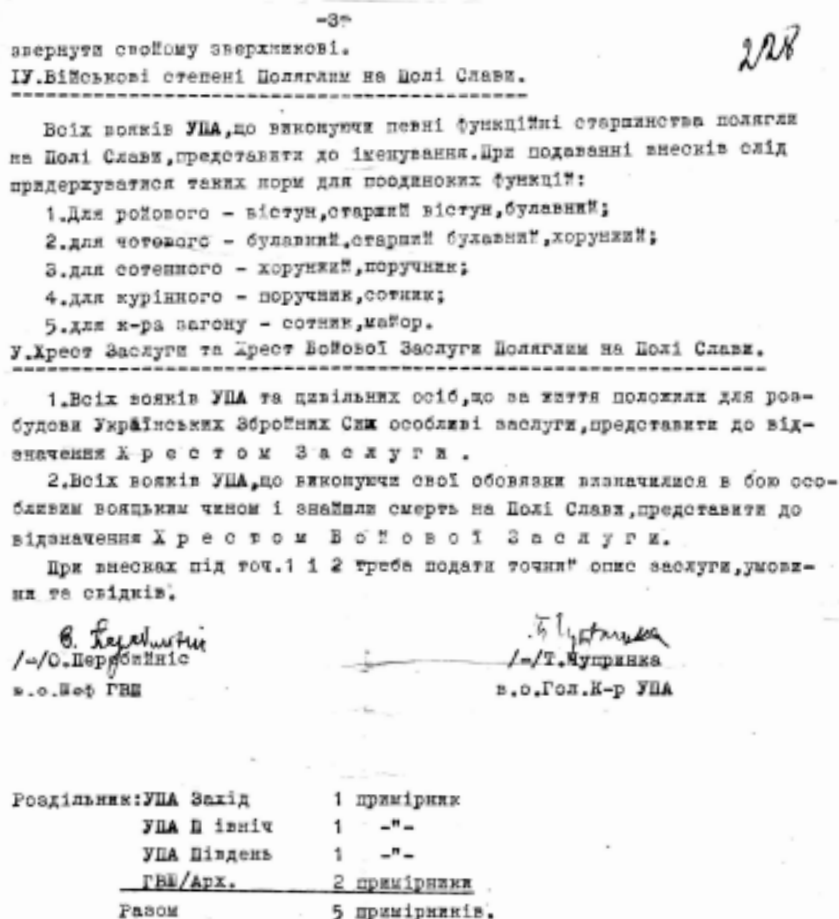 -3-
228
звернути свойому зверхникові.
ІУ.Військові степені Поляглим на Полі Слави.
Всіх вояків УПА,що виконуючи певні функційні старшинства полягли
на Полі Слави,представити до іменування.При подаванні внесків слід
придержуватися таких норм для поодиноких функцій:
1.Для ройового - вістун,старший вістун,булавний;
2.для чотового - булавний,старший булавний,хорунжий;
3.для сотенного - хорунжий,поручник;
4.для курінного - поручник,сотник;
5.для к-ра загону - сотник,майор.
У.Хрест Заслуги та Хрест Бойової Заслуги Поляглим на Полі Слави.
1.Всіх вояків УПА та цивільних осіб,що за життя положили для роз-
будови Українських Збройних Сил особливі заслуги,представити до від-
значення Х р е с т о м З а с л у г и .
2.Всіх вояків УПА,що виконуючи свої обовязки визначилися в бою осо-
бливим вояцьким чином і знайшли смерть на Полі Слави,представити до
відзначення Х р е с т о м Б о й о в о ї З а с л у г и.
При внесках під точ.1 і 2 треба подати точний опис заслуги,умови-
ни та свідків.
/-/О.Перебийніс
/-/Т.Чупринка
в.о.Шеф ГВШ
в.о.Гол.К-р УПА
Роздільник:УПА Захід 1 примірник
УПА П івніч 1 -"-
УПА Південь 1 -"-
ГВШ/Арх. 2 примірники
Разом 5 примірників.